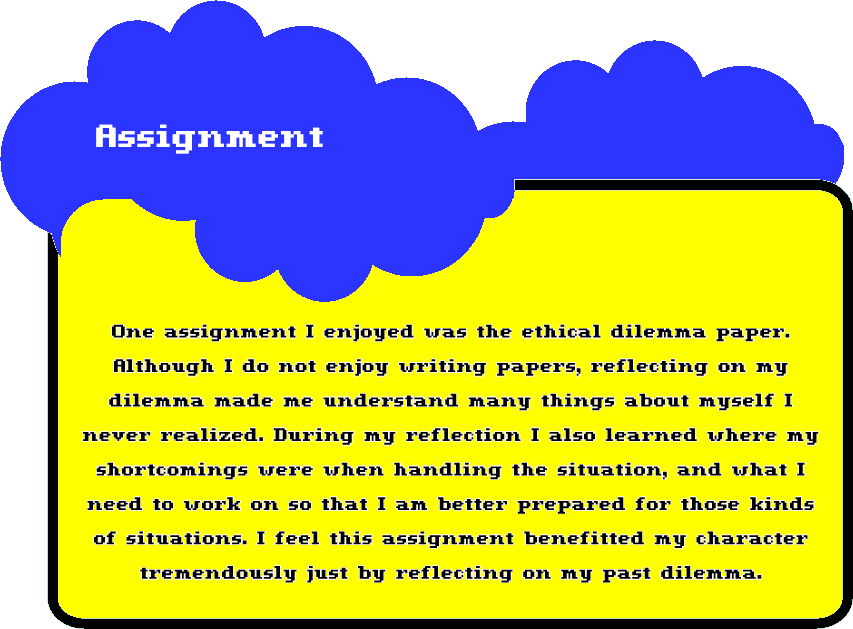 Assignment
One assignment I enjoyed was the ethical dilemma paper.
Although I do not enjoy writing papers, reflecting on my
dilemma made me understand many things about myself I
never realized. During my reflection I also learned where my
shortcomings were when handling the situation, and what I
need to work on so that I am better prepared for those kinds
of situations. I feel this assignment benefitted my character
tremendously just by reflecting on my past dilemma.